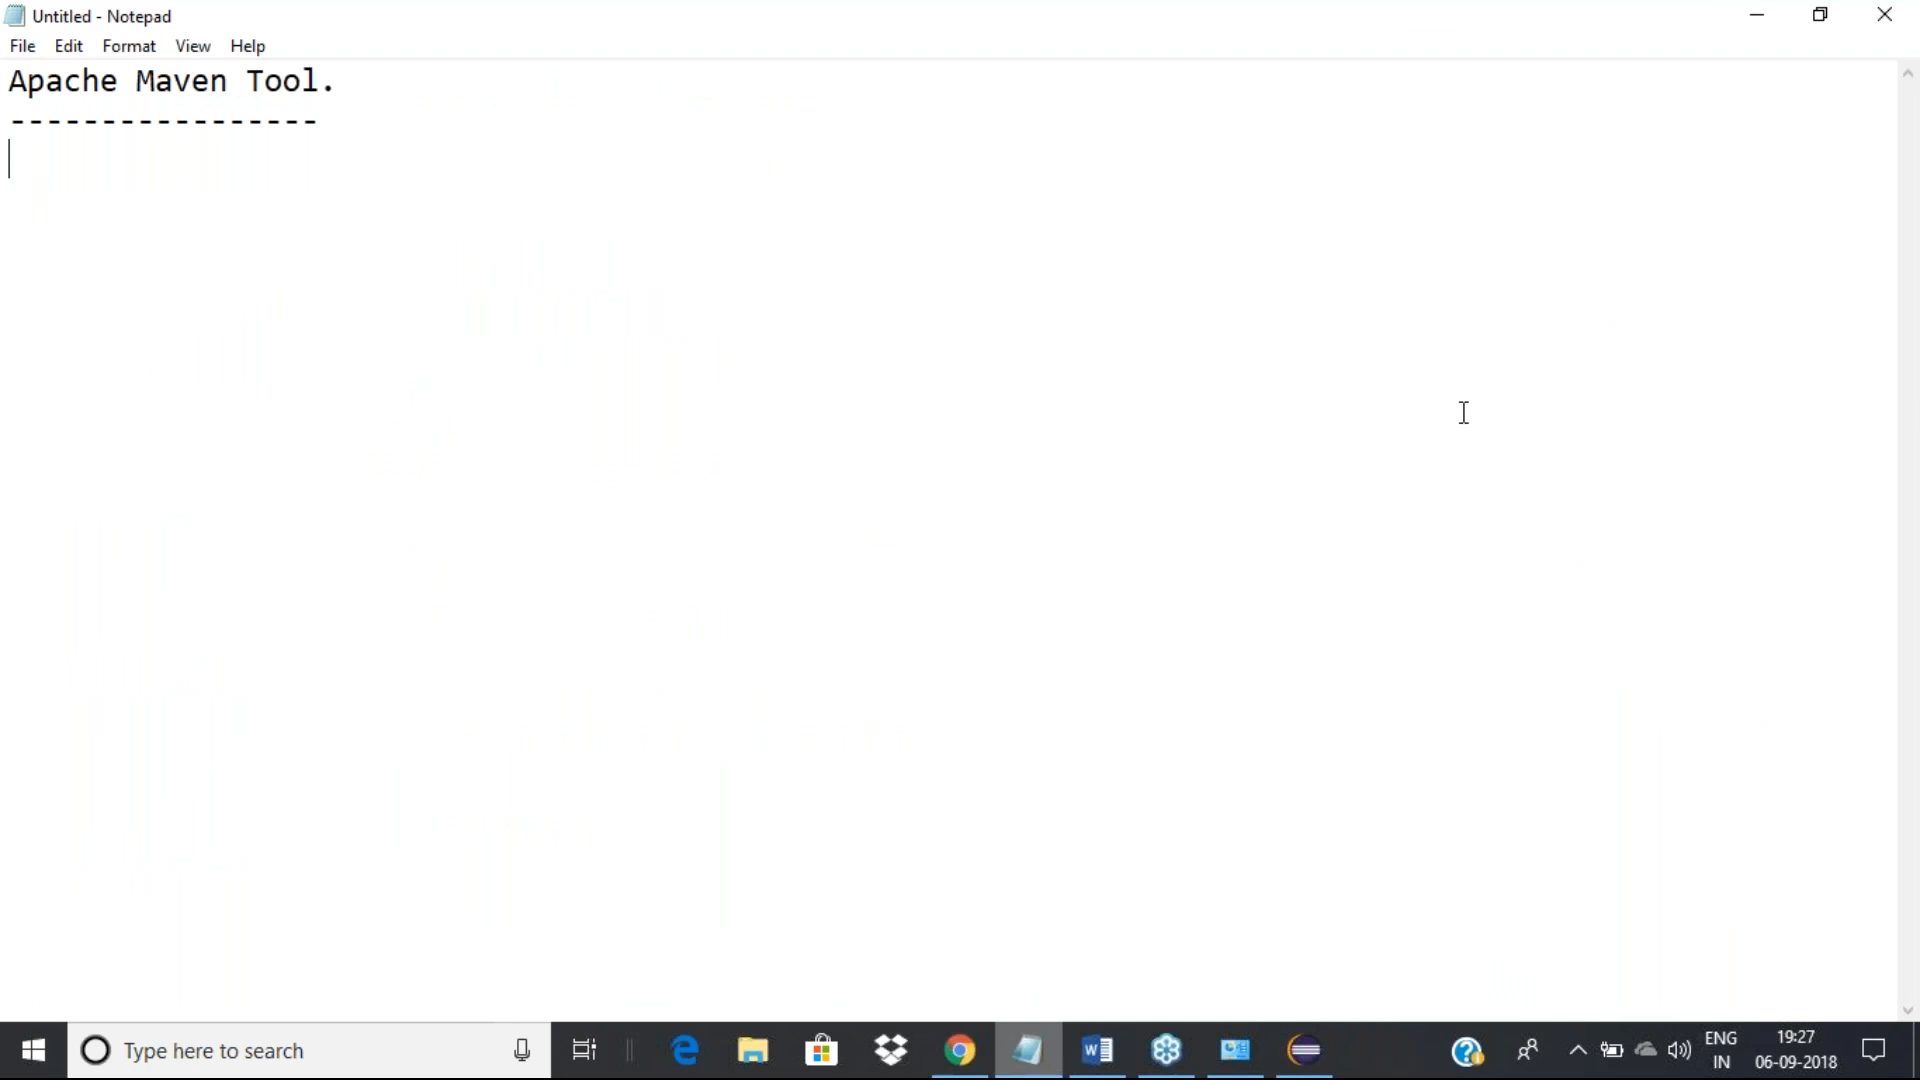 Untitled - Notepad
File Edit Format View Help
Apache Maven Tool.
-----------------
Type here to search
ENG
IN
19:27
06-09-2018